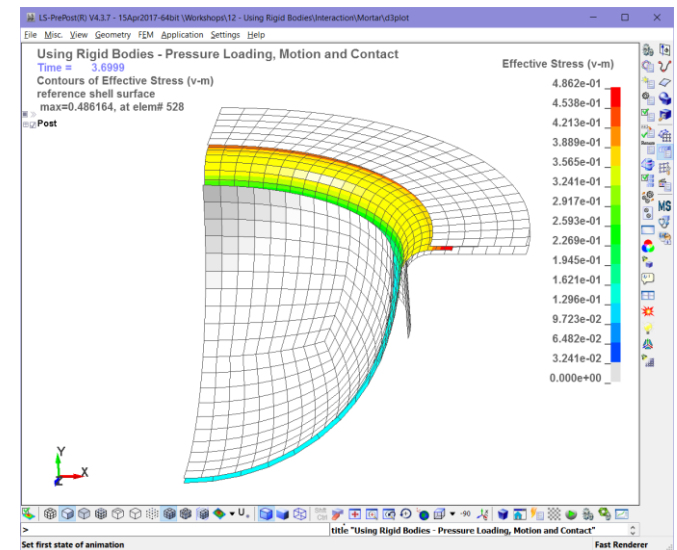 LS-PrePost(R) V4.3.7 - 15Apr2017-64bit \Workshops\12 - Using Rigid Bodies\Interaction\Mortar\d3plot
File Misc. View Geometry FEM Application Settings Help
Using Rigid Bodies - Pressure Loading, Motion and Contact
Time = 3.6999
Contours of Effective Stress (v-m)
reference shell surface
max=0.486164, at elem# 528
Post
Effective Stress (v-m)
4.862e-01
4.538e-01
4.213e-01
3.889e-01
3.565e-01
3.241e-01
2.917e-01
2.593e-01
2.269e-01
1.945e-01
1.621e-01
1.296e-01
9.723e-02
6.482e-02
3.241e-02
0.000e+00
MS
Y
X
Z
U.
-90
>
title "Using Rigid Bodies - Pressure Loading, Motion and Contact"
Set first state of animation
Fast Renderer